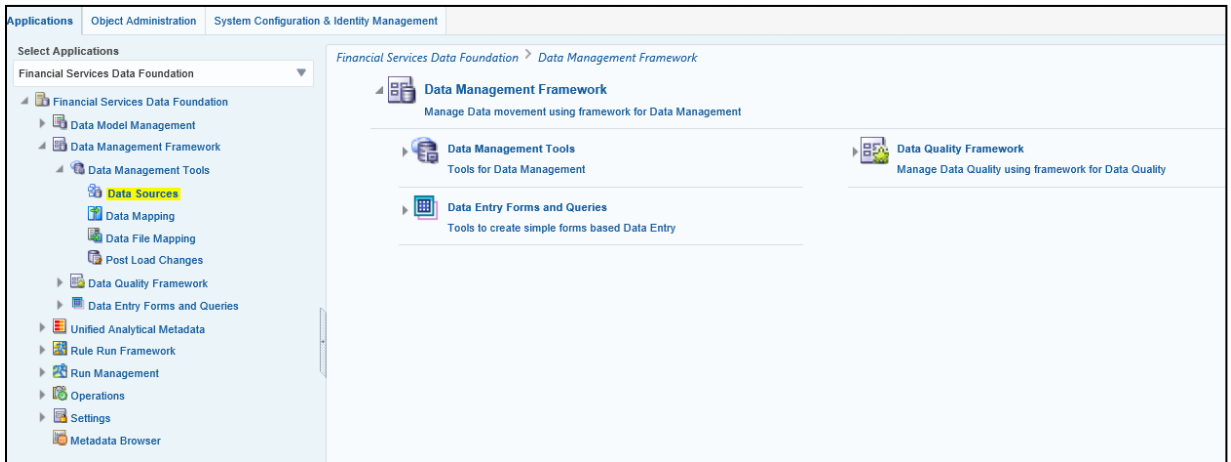 Applications Object Administration System Configuration & Identity Management
Select Applications
Financial Services Data Foundation
Financial Services Data Foundation
Data Model Management
Data Management Framework
Data Management Tools
Data Sources
Data Mapping
Data File Mapping
Post Load Changes
Data Quality Framework
Data Entry Forms and Queries
Unified Analytical Metadata
Rule Run Framework
Run Management
Operations
Settings
Metadata Browser
Financial Services Data Foundation > Data Management Framework
Data Management Framework
Manage Data movement using framework for Data Management
Data Management Tools
Tools for Data Management
Data Quality Framework
Manage Data Quality using framework for Data Quality
Data Entry Forms and Queries
Tools to create simple forms based Data Entry